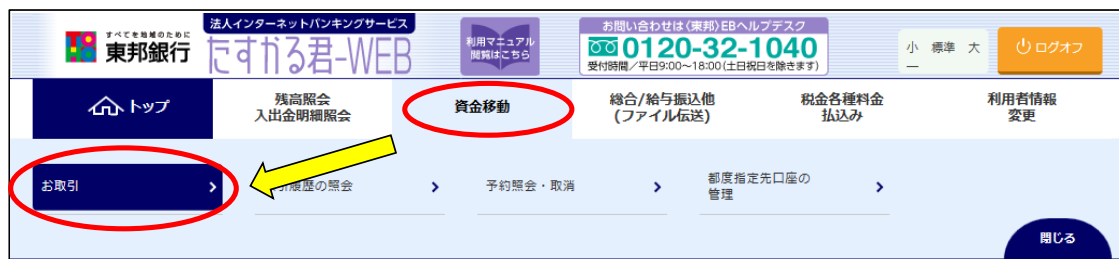 すべてを地域のために
東邦銀行
法人インターネットバンキングサービス
たすかる君-WEB
利用マニュアル
閲覧はこちら
お問い合わせは〈東邦〉EBヘルプデスク
0120-32-1040
受付時間/平日9:00~18:00(土日祝日を除きます)
小 標準 大
ログオフ
トップ
残高照会
入出金明細照会
資金移動
総合/給与振込他
(ファイル伝送)
税金各種料金
払込み
利用者情報
変更
お取引
履歴の照会
予約照会・取消
都度指定先口座の
管理
閉じる